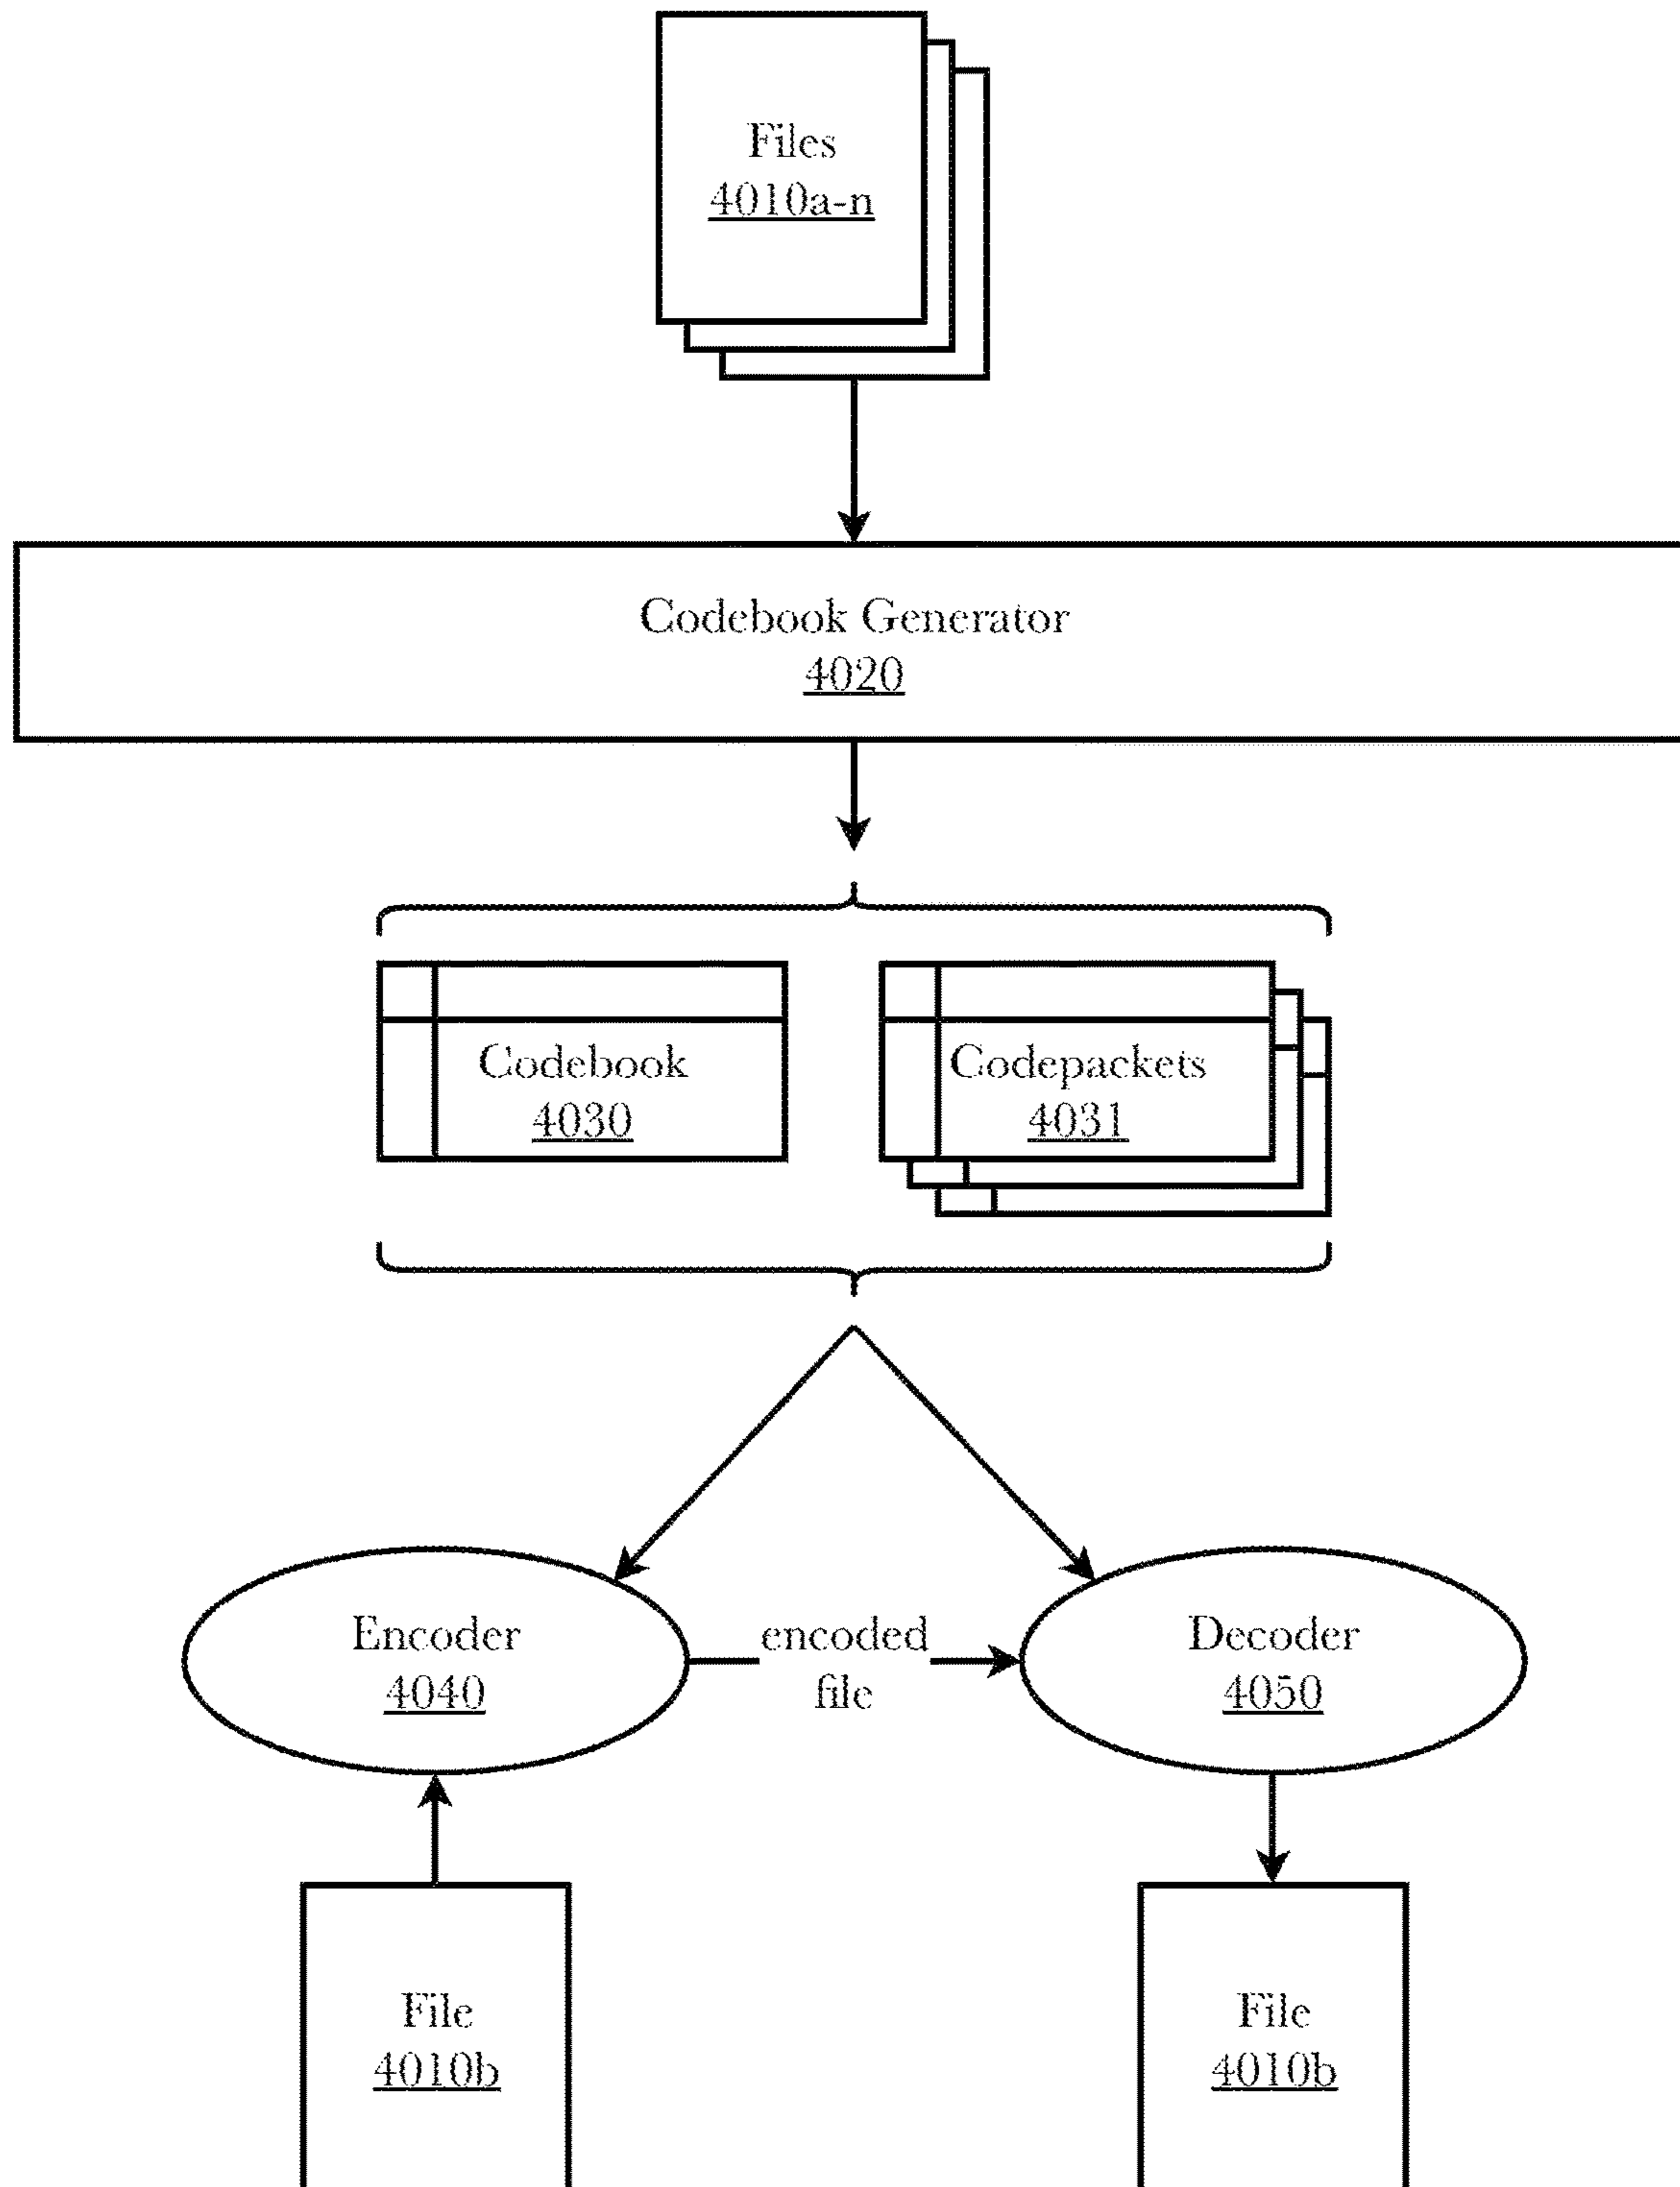 Files
4010a-n
Codebook Generator
4020
Codebook
4030
Codepackets
4031
Encoder
4040
encoded
file
Decoder
4050
File
4010b
File
4010b